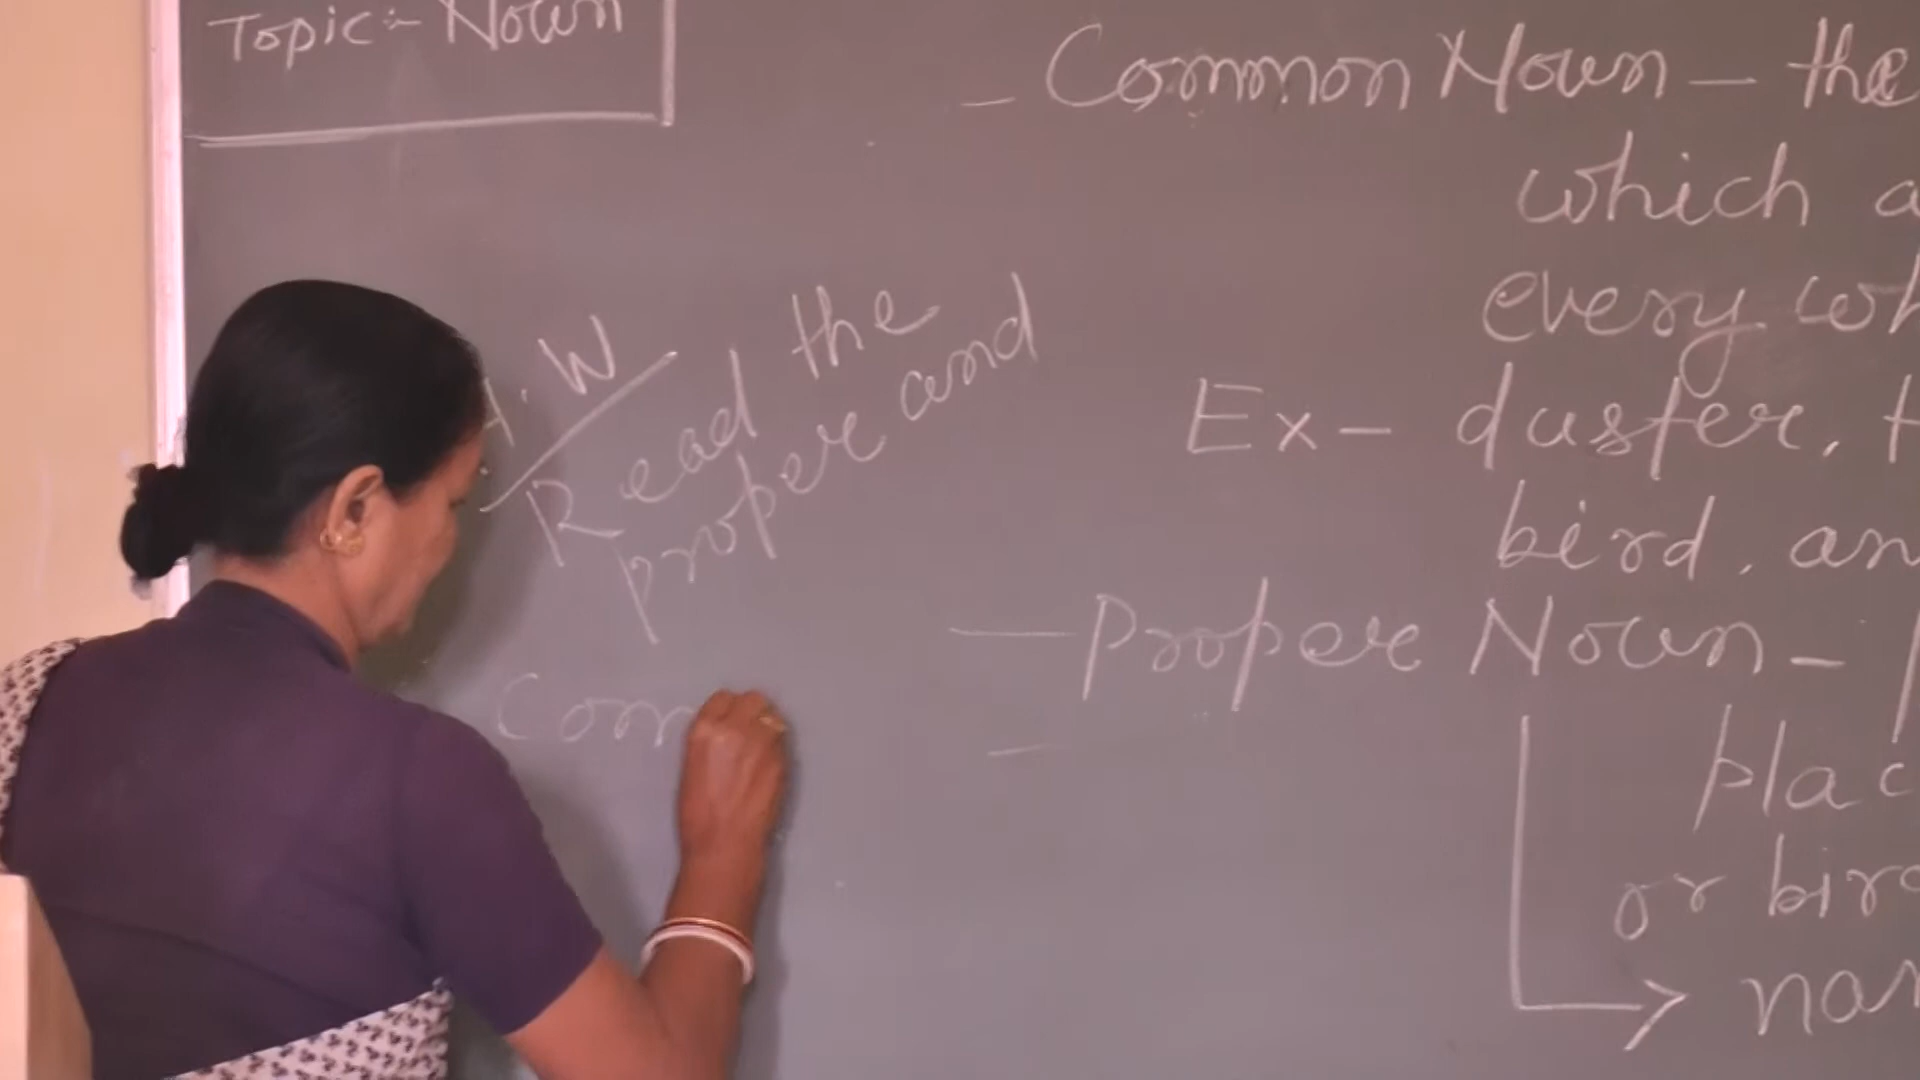 Topic:- Noun
H.W
Read the
proper and
Com
- Common Noun - the
which a
every wh
Ex- duster, t
bird, an
- Proper Noun - p
plac
or bird
nam